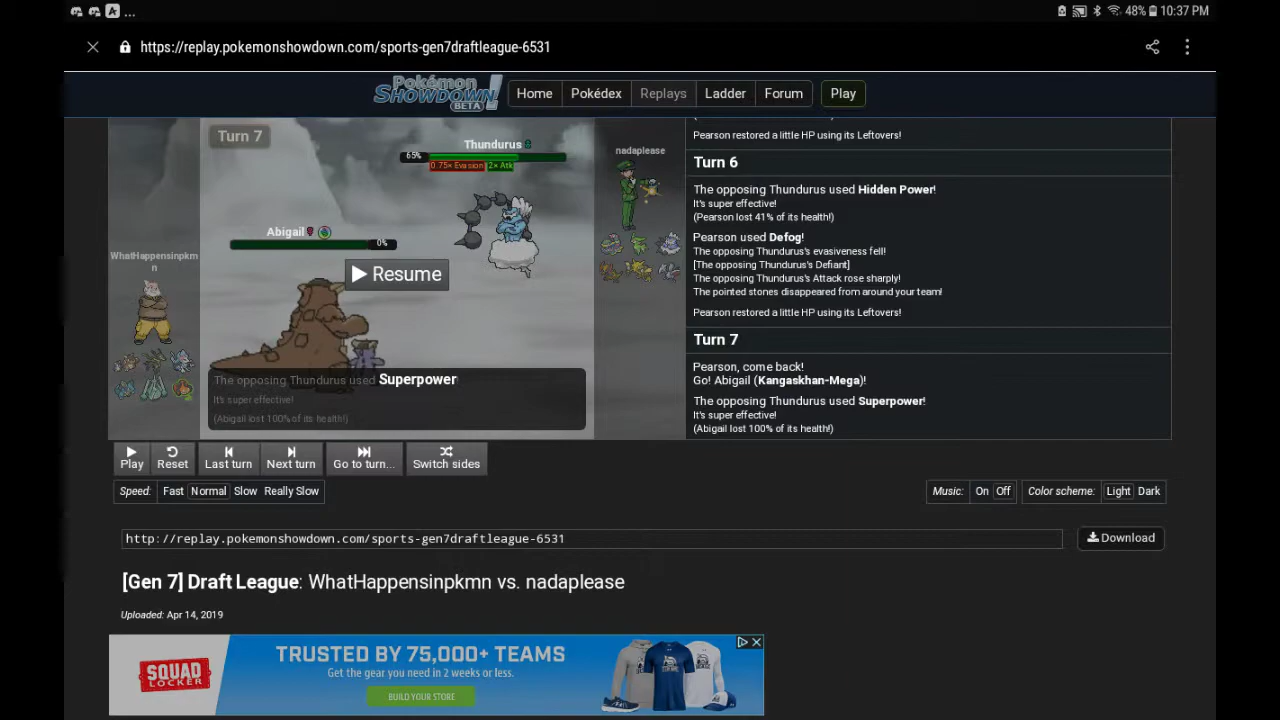 A ... 48% 10:37 PM
https://replay.pokemonshowdown.com/sports-gen7draftleague-6531
Pokémon SHOWDOWN! BETA
Home Pokédex Replays Ladder Forum Play
Turn 7
Thundurus
65%
0.75× Evasion 2× Atk
Abigail
0%
WhatHappensinpkm
n
Resume
The opposing Thundurus used Superpower
It's super effective!
(Abigail lost 100% of its health!)
nadaplease
Pearson restored a little HP using its Leftovers!
Turn 6
The opposing Thundurus used Hidden Power!
It's super effective!
(Pearson lost 41% of its health!)
Pearson used Defog!
The opposing Thundurus's evasiveness fell!
[The opposing Thundurus's Defiant]
The opposing Thundurus's Attack rose sharply!
The pointed stones disappeared from around your team!
Pearson restored a little HP using its Leftovers!
Turn 7
Pearson, come back!
Go! Abigail (Kangaskhan-Mega)!
The opposing Thundurus used Superpower!
It's super effective!
(Abigail lost 100% of its health!)
Play Reset Last turn Next turn Go to turn... Switch sides
Speed: Fast Normal Slow Really Slow
Music: On Off Color scheme: Light Dark
http://replay.pokemonshowdown.com/sports-gen7draftleague-6531
Download
[Gen 7] Draft League: WhatHappensinpkmn vs. nadaplease
Uploaded: Apr 14, 2019
SQUAD
LOCKER
TRUSTED BY 75,000+ TEAMS
Get the gear you need in 2 weeks or less.
BUILD YOUR STORE